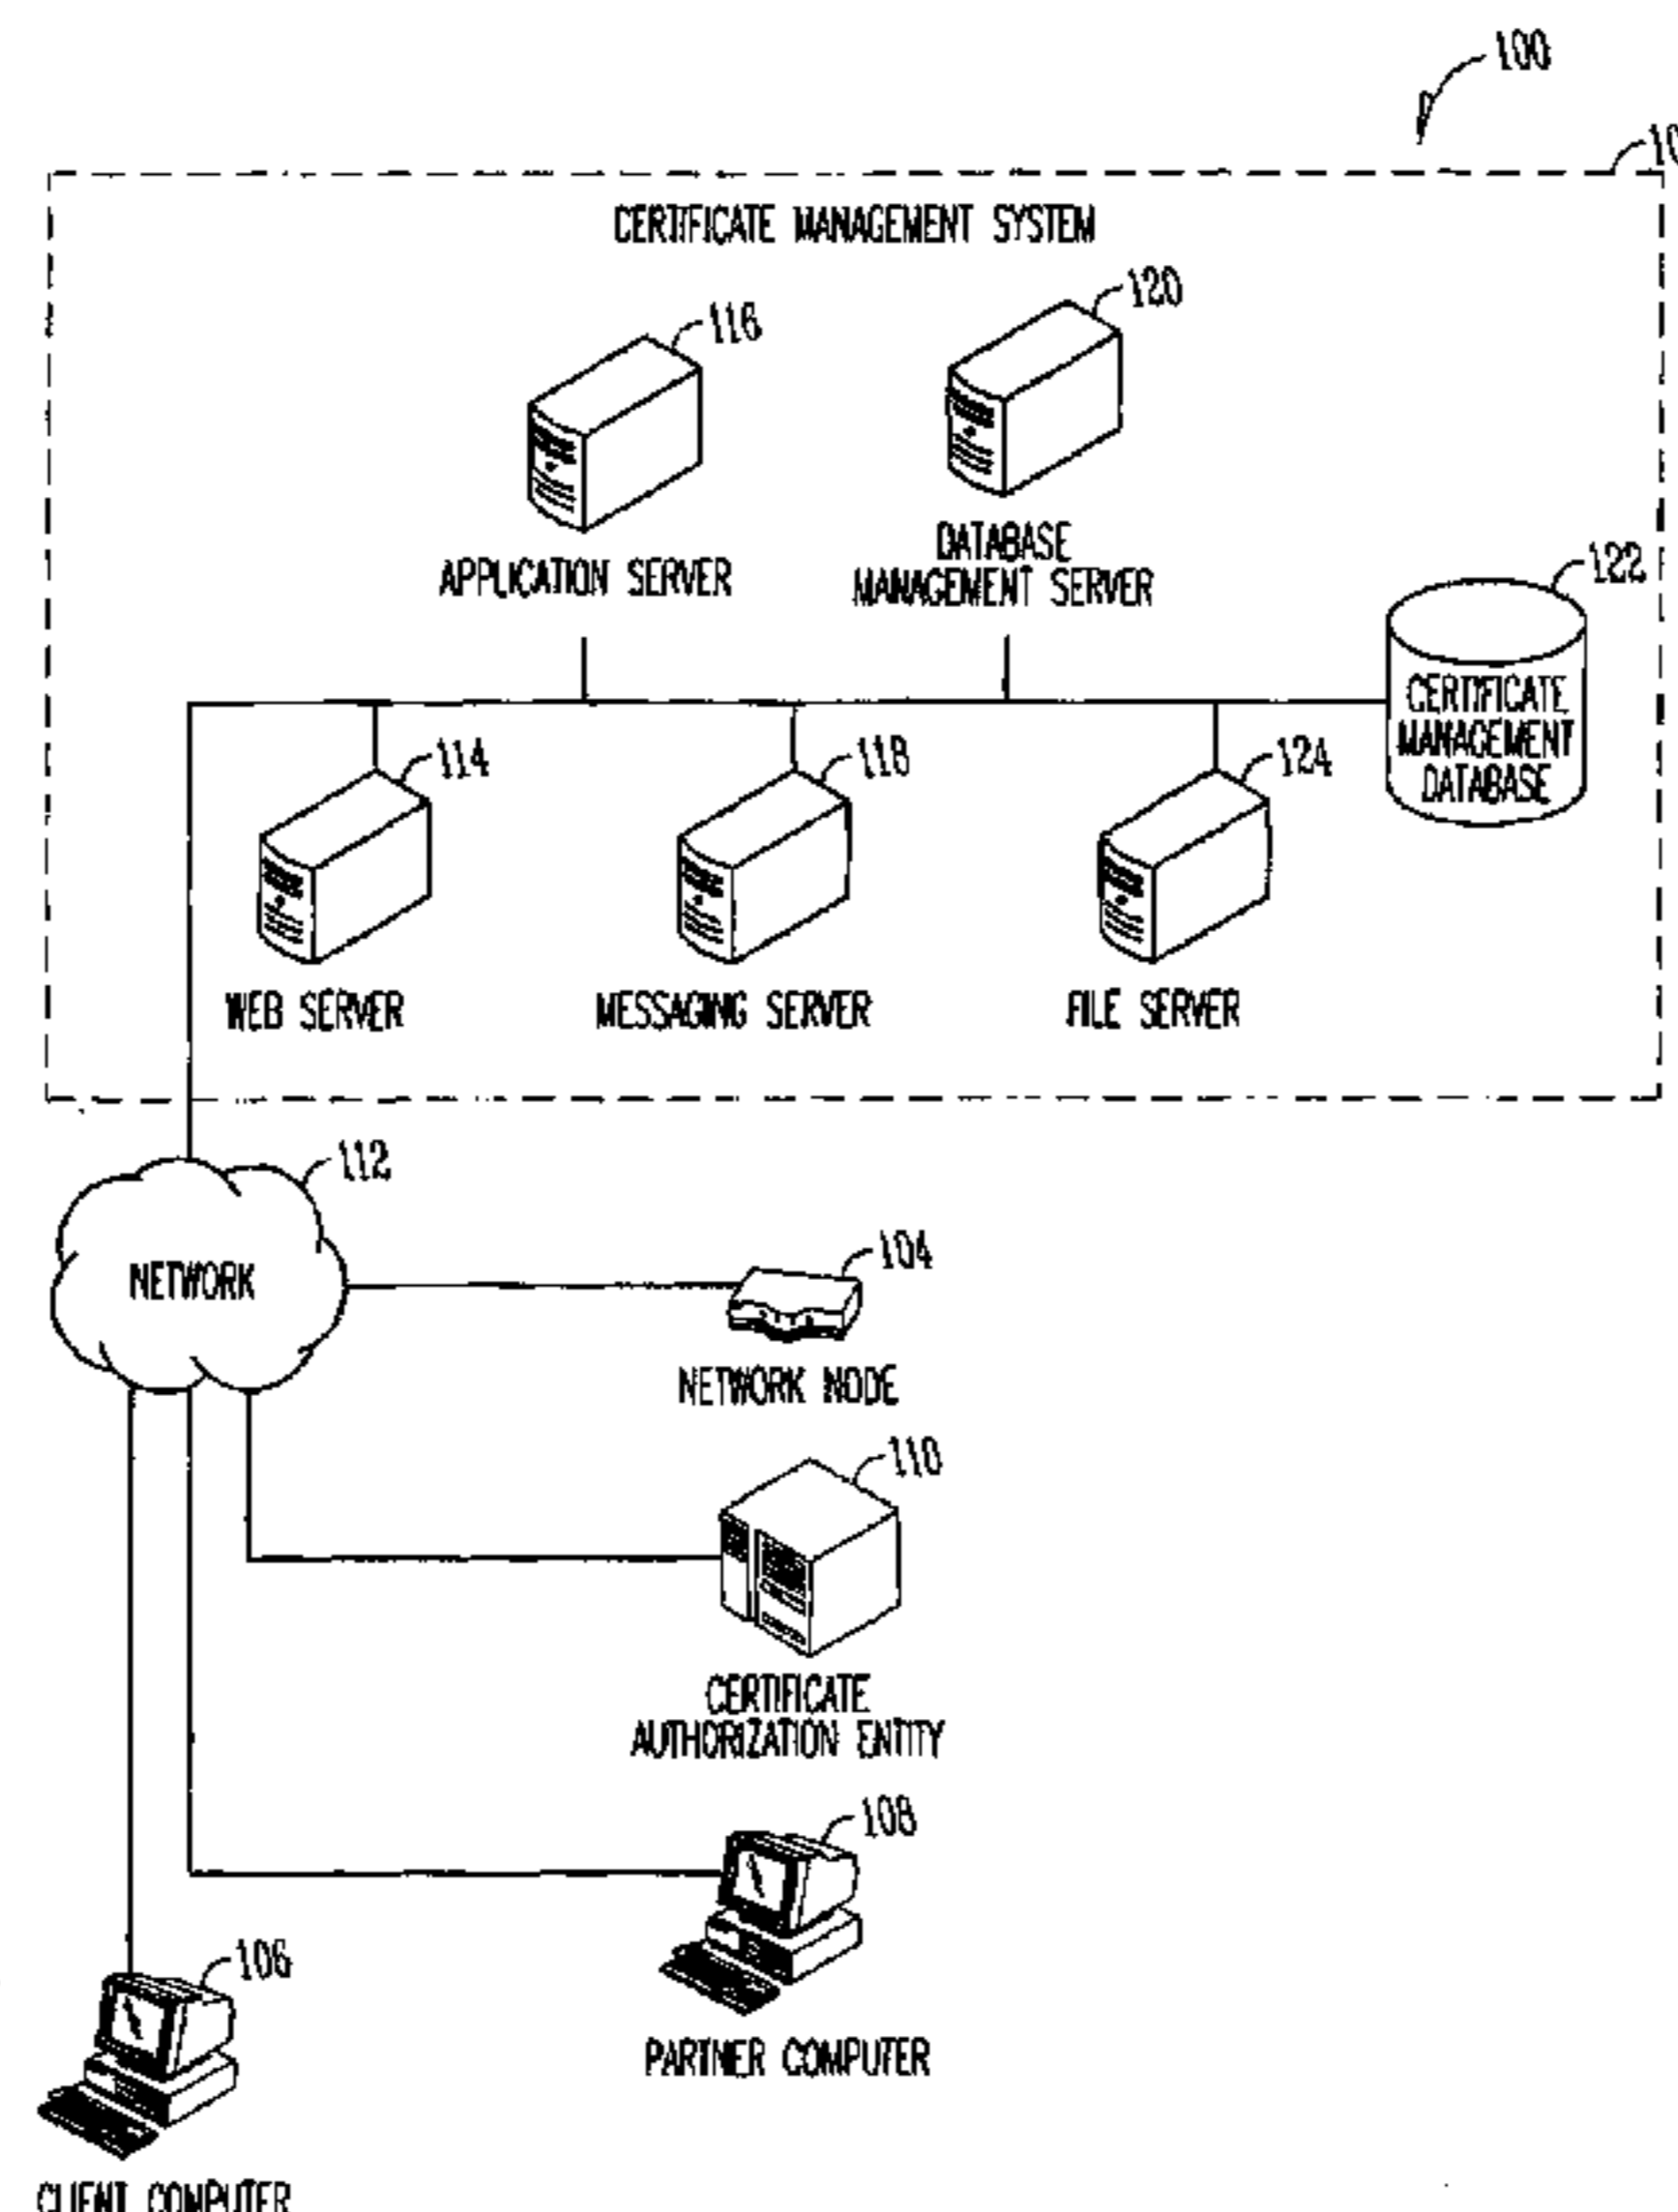 100
10
CERTIFICATE MANAGEMENT SYSTEM
116
120
APPLICATION SERVER
DATABASE
MANAGEMENT SERVER
122
CERTIFICATE
MANAGEMENT
DATABASE
114
118
124
WEB SERVER
MESSAGING SERVER
FILE SERVER
112
NETWORK
104
NETWORK NODE
110
CERTIFICATE
AUTHORIZATION ENTITY
108
PARTNER COMPUTER
106
CLIENT COMPUTER